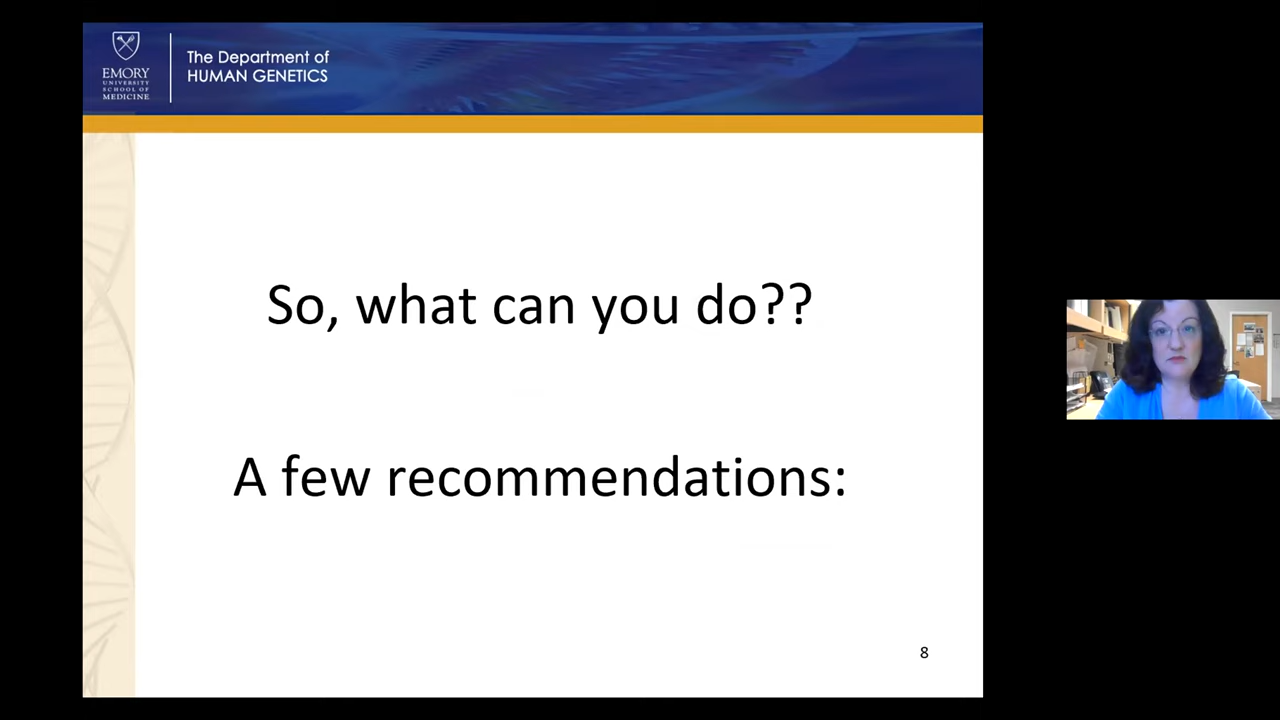 EMORY
UNIVERSITY
SCHOOL OF
MEDICINE
The Department of
HUMAN GENETICS
So, what can you do??
A few recommendations:
8